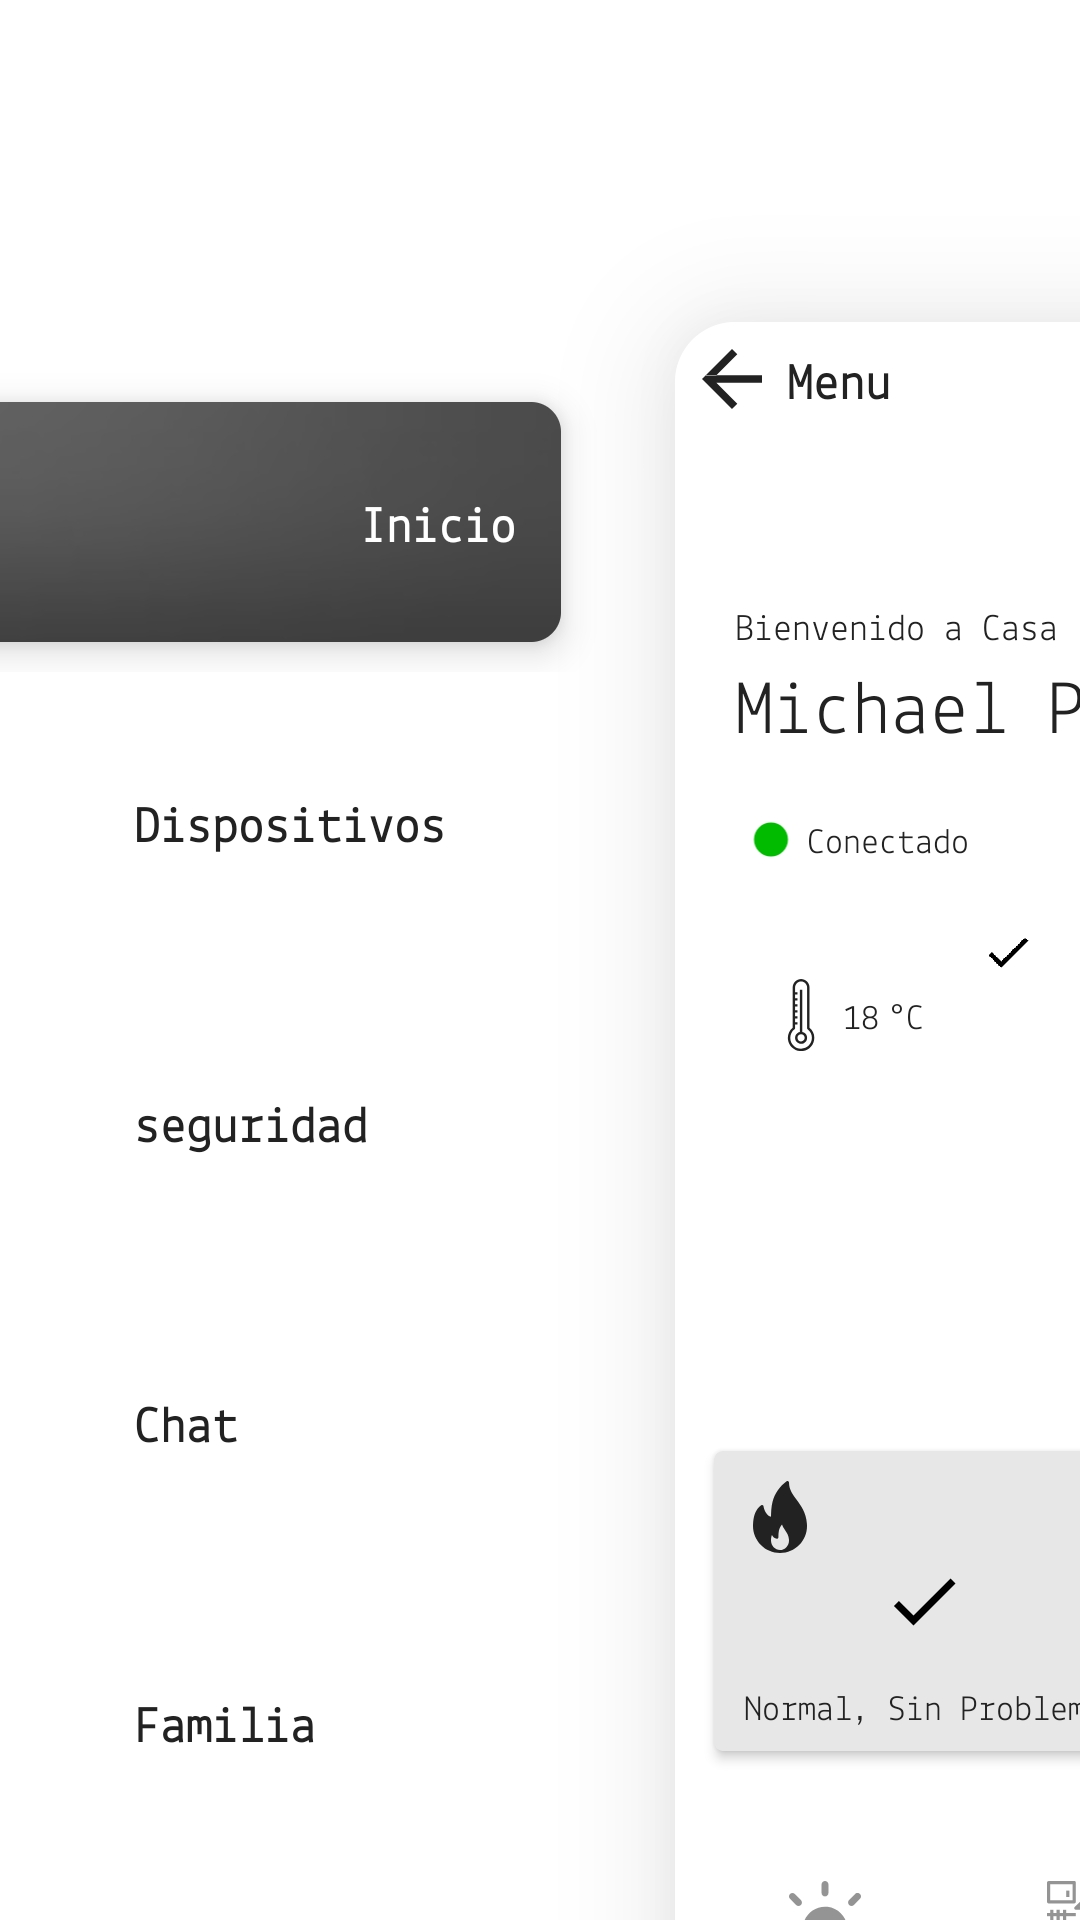 Menu
Inicio
Bienvenido a Casa
Michael P
Dispositivos
Conectado
18 °C
seguridad
Chat
Normal, Sin Problem
Familia